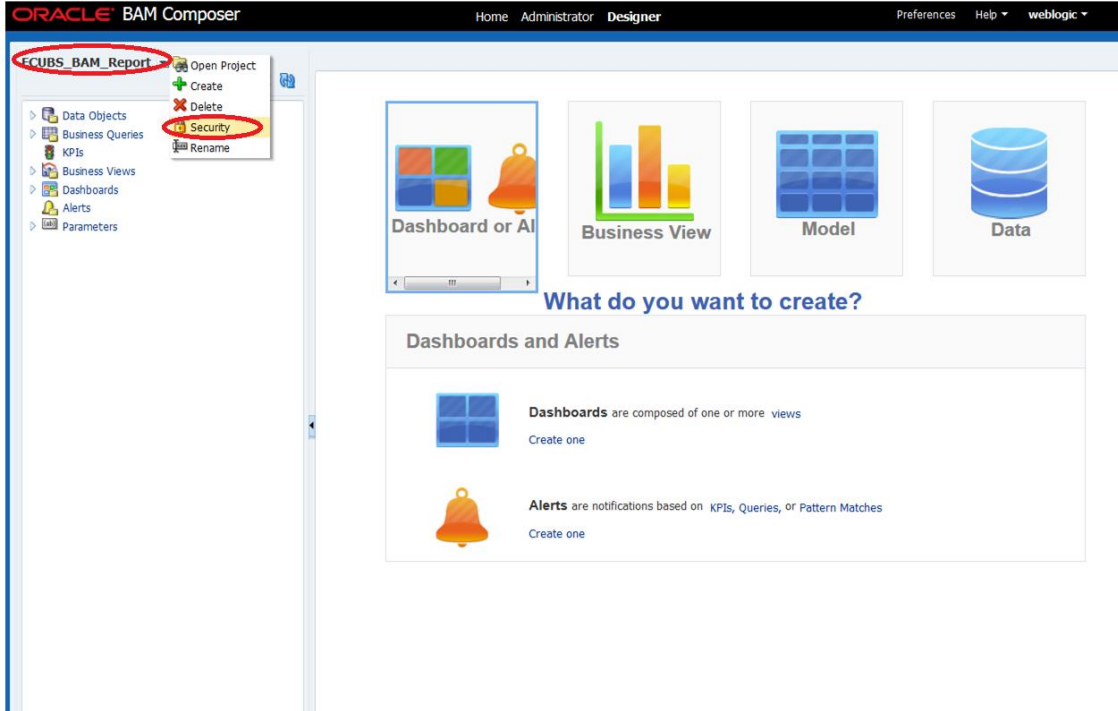 ORACLE BAM Composer
Home Administrator Designer
Preferences Help weblogic
FCUBS_BAM_Report
Open Project
Create
Delete
Security
Rename
Data Objects
Business Queries
KPIs
Business Views
Dashboards
Alerts
Parameters
Dashboard or Al
Business View
Model
Data
What do you want to create?
Dashboards and Alerts
Dashboards are composed of one or more views
Create one
Alerts are notifications based on KPIs, Queries, or Pattern Matches
Create one